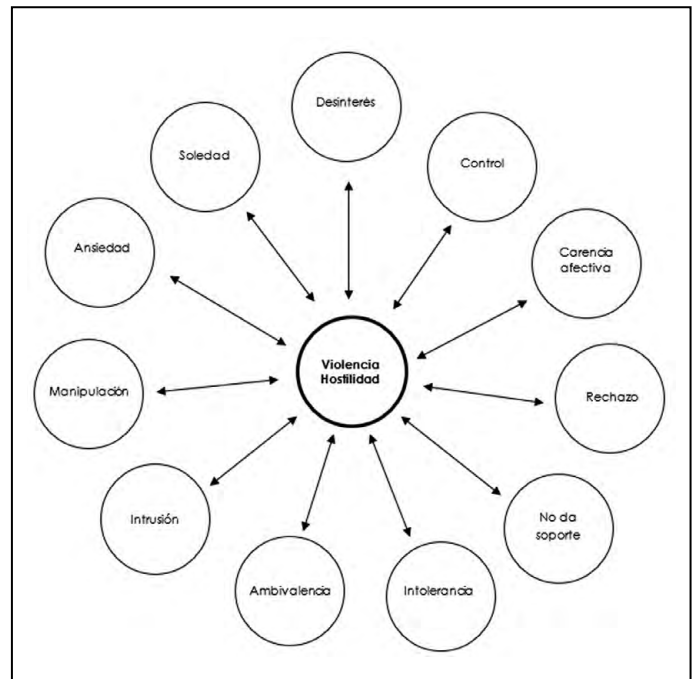 Desinterés
Soledad
Control
Ansiedad
Carencia
afectiva
Violencia
Hostilidad
Manipulación
Rechazo
Intrusión
No da
soporte
Ambivalencia
Intolerancia